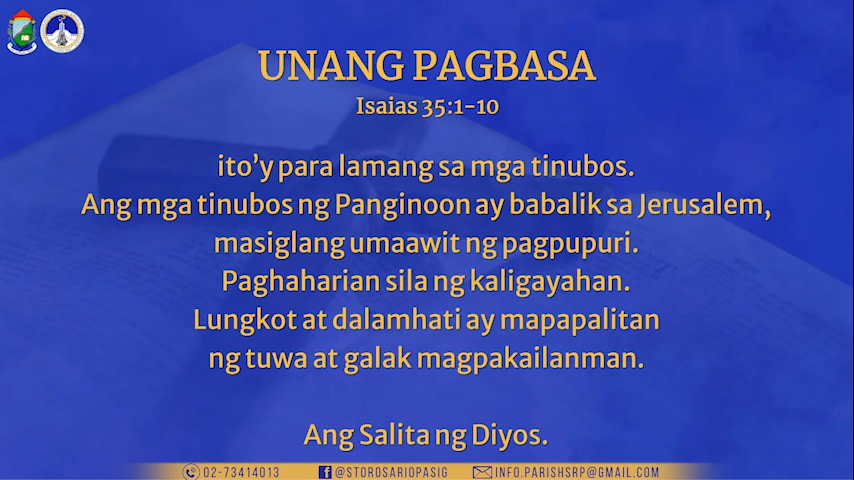 UNANG PAGBASA
Isaias 35:1-10
ito'y para lamang sa mga tinubos.
Ang mga tinubos ng Panginoon ay babalik sa Jerusalem,
masiglang umaawit ng pagpupuri.
Paghaharian sila ng kaligayahan.
Lungkot at dalamhati ay mapapalitan
ng tuwa at galak magpakailanman.
Ang Salita ng Diyos.
02-73414013 @STOROSARIOPASIG INFO.PARISHSRP@GMAIL.COM